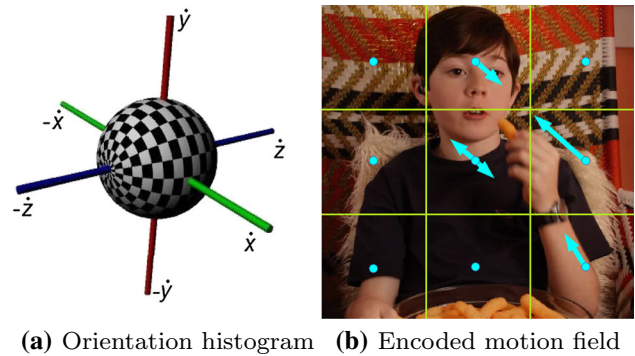 ẏ
-ẋ
ż
-ż
ẋ
-ẏ
(a) Orientation histogram (b) Encoded motion field